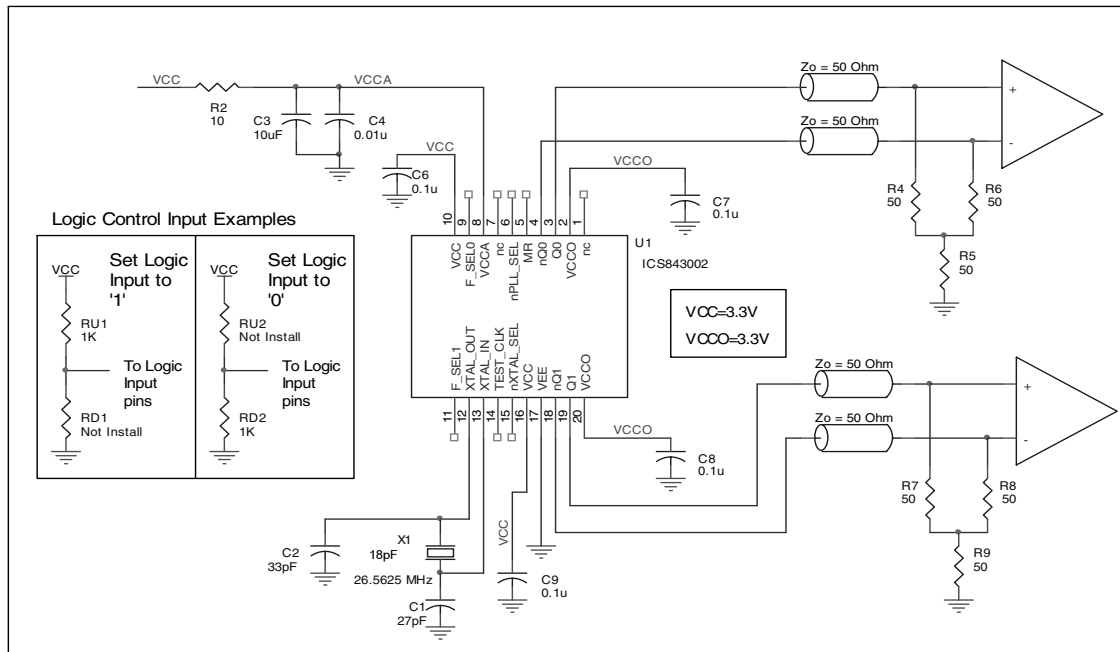 VCC
R2
10
VCCA
C3
10uF
C4
0.01u
VCC
C6
0.1u
VCCO
C7
0.1u
Zo = 50 Ohm
Zo = 50 Ohm
+
-
R4
50
R6
50
R5
50
10
9
8
7
6
5
4
3
2
1
VCC
F_SEL0
VCCA
nc
nPLL_SEL
MR
nQ0
Q0
VCCO
nc
U1
ICS843002
F_SEL1
XTAL_OUT
XTAL_IN
TEST_CLK
nXTAL_SEL
VCC
VEE
nQ1
Q1
VCCO
11
12
13
14
15
16
17
18
19
20
VCC=3.3V
VCCO=3.3V
Logic Control Input Examples
Set Logic
Input to
'1'
VCC
RU1
1K
To Logic
Input
pins
RD1
Not Install
Set Logic
Input to
'0'
VCC
RU2
Not Install
To Logic
Input
pins
RD2
1K
VCCO
C8
0.1u
Zo = 50 Ohm
Zo = 50 Ohm
+
-
R7
50
R8
50
R9
50
C2
33pF
X1
18pF
26.5625 MHz
C1
27pF
VCC
C9
0.1u